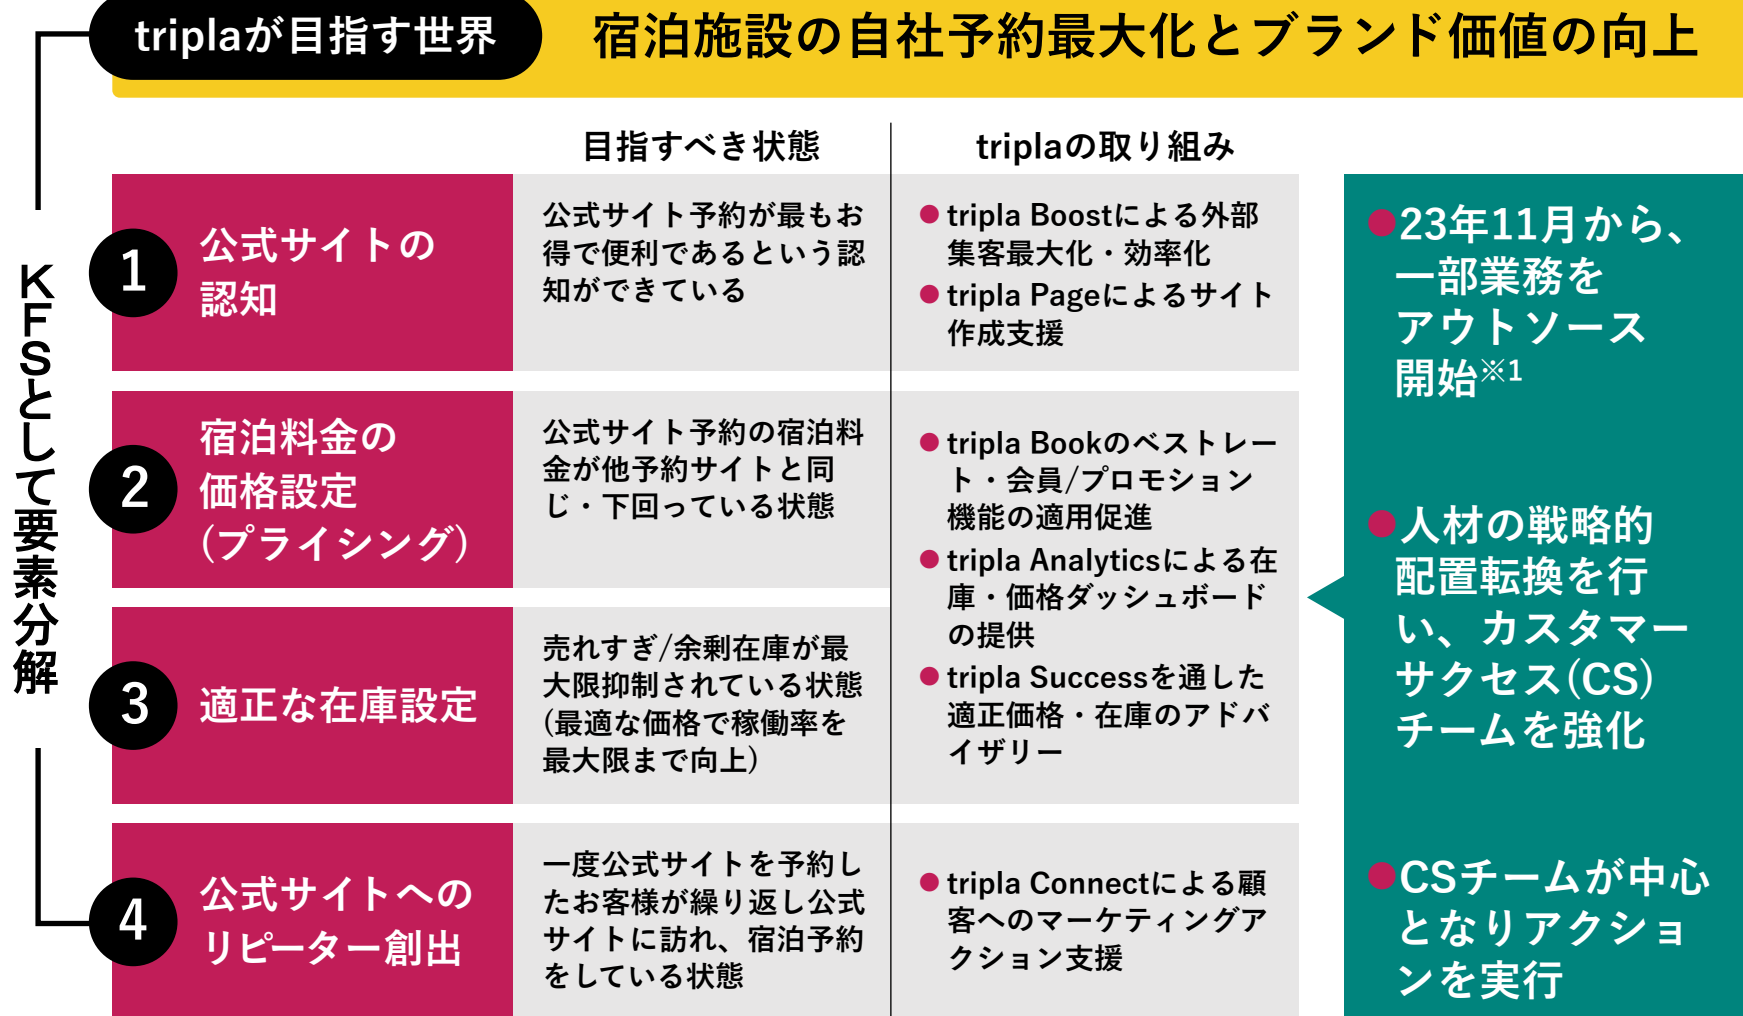 triplaが目指す世界
宿泊施設の自社予約最大化とブランド価値の向上
KFSとして要素分解
目指すべき状態
triplaの取り組み
1
公式サイトの
認知
公式サイト予約が最もお
得で便利であるという認
知ができている
●tripla Boostによる外部
集客最大化・効率化
●tripla Pageによるサイト
作成支援
2
宿泊料金の
価格設定
(プライシング)
公式サイト予約の宿泊料
金が他予約サイトと同
じ・下回っている状態
●tripla Bookのベストレー
ト・会員/プロモーション
機能の適用促進
●tripla Analyticsによる在
庫・価格ダッシュボード
の提供
●tripla Successを通した
適正価格・在庫のアドバ
イザリー
3
適正な在庫設定
売れすぎ/余剰在庫が最
大限抑制されている状態
(最適な価格で稼働率を
最大限まで向上)
4
公式サイトへの
リピーター創出
一度公式サイトを予約し
たお客様が繰り返し公式
サイトに訪れ、宿泊予約
をしている状態
●tripla Connectによる顧
客へのマーケティングア
クション支援
●23年11月から、
一部業務を
アウトソース
開始※1
●人材の戦略的
配置転換を行
い、カスタマー
サクセス(CS)
チームを強化
●CSチームが中心
となりアクショ
ンを実行